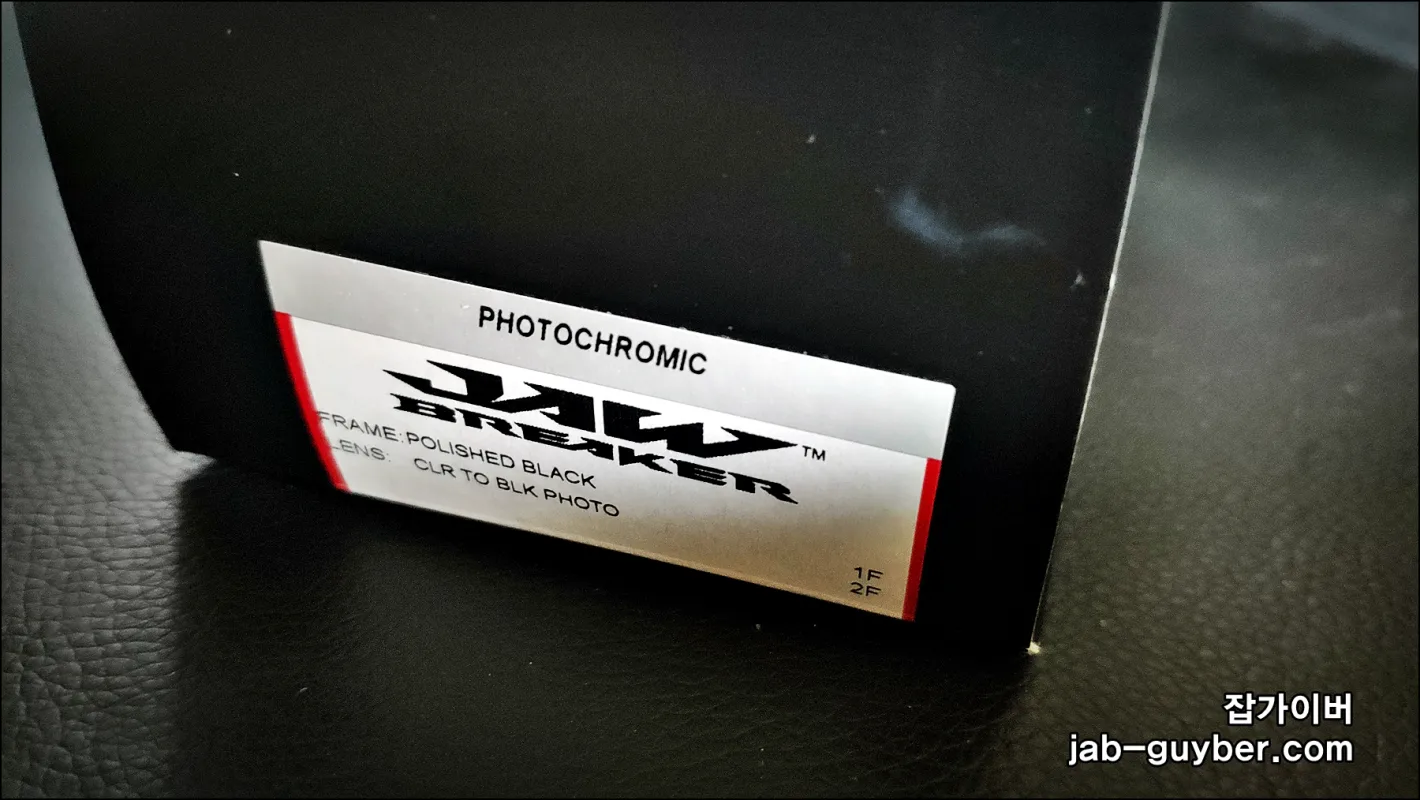 PHOTOCHROMIC
JAW
BREAKER™
FRAME: POLISHED BLACK
LENS: CLR TO BLK PHOTO
1F
2F
잡가이버
jab-guyber.com